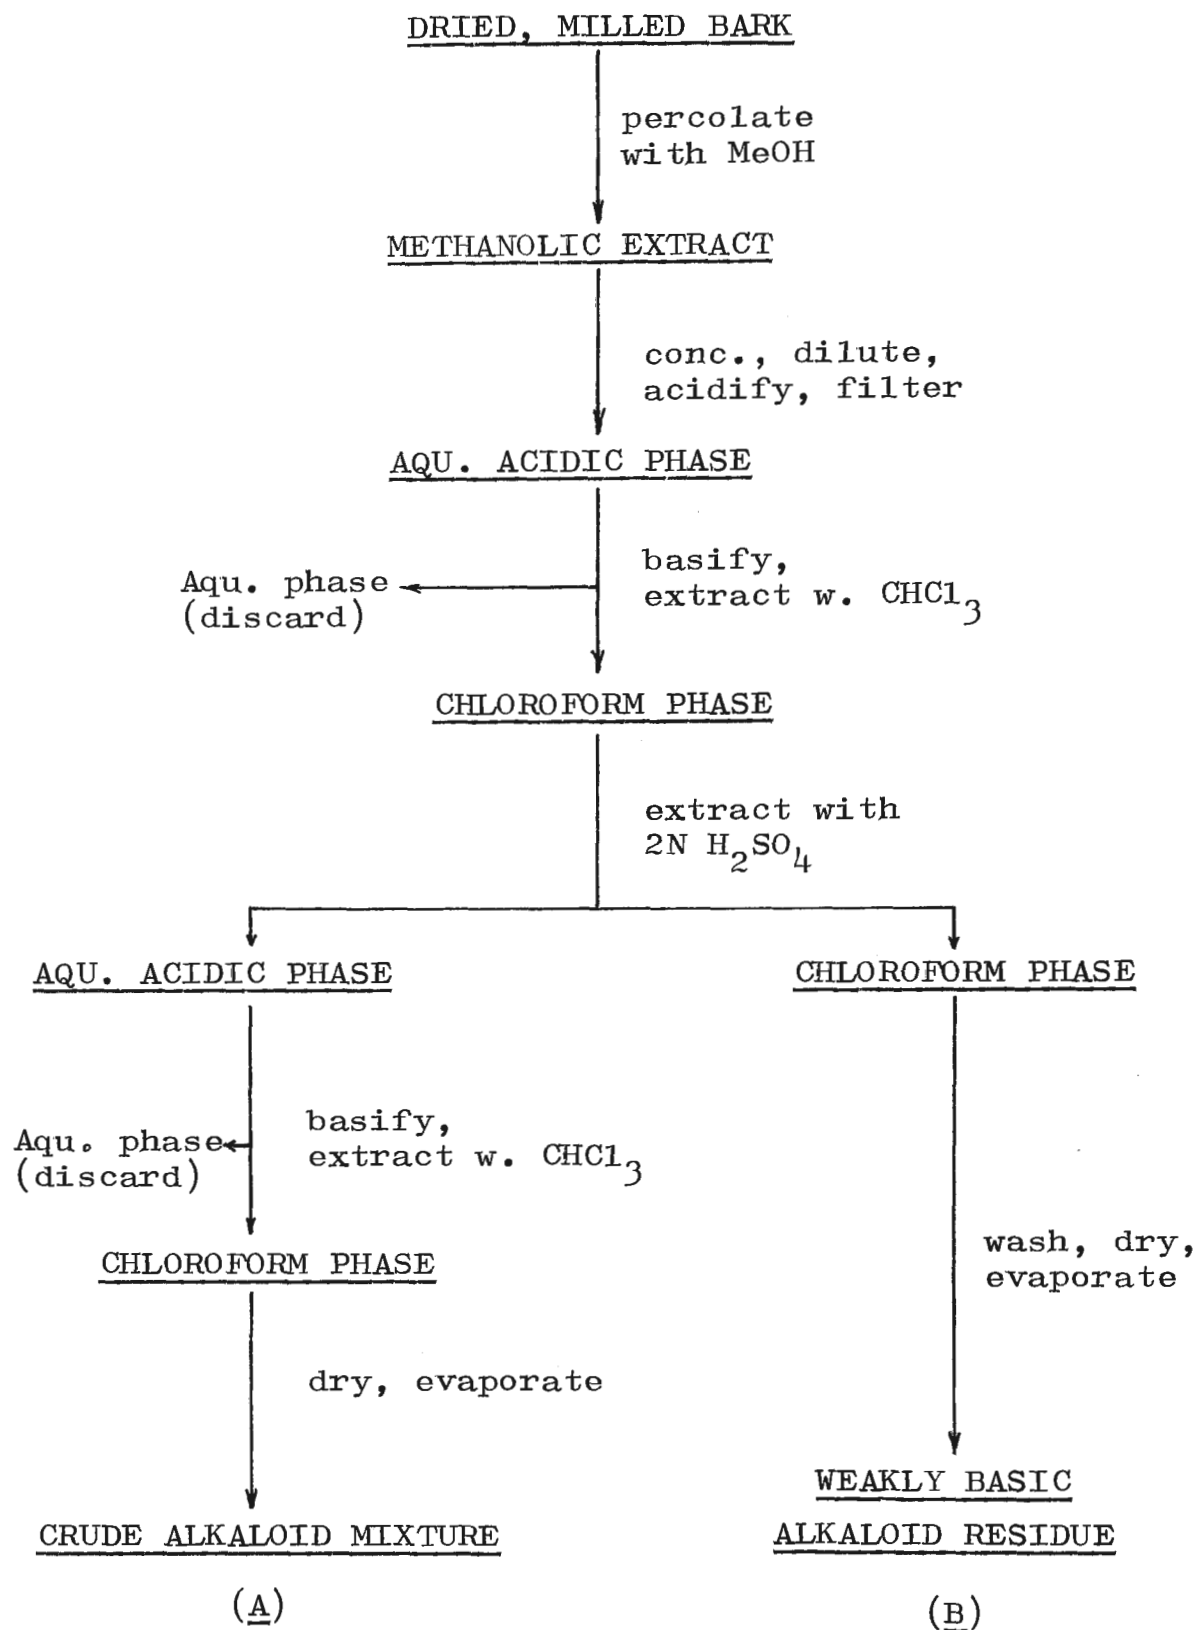 DRIED, MILLED BARK
percolate
with MeOH
METHANOLIC EXTRACT
conc., dilute,
acidify, filter
AQU. ACIDIC PHASE
basify,
extract w. CHCl3
Aqu. phase
(discard)
CHLOROFORM PHASE
extract with
2N H2SO4
AQU. ACIDIC PHASE
CHLOROFORM PHASE
basify,
extract w. CHCl3
Aqu. phase
(discard)
CHLOROFORM PHASE
wash, dry,
evaporate
dry, evaporate
WEAKLY BASIC
ALKALOID RESIDUE
CRUDE ALKALOID MIXTURE
(A)
(B)